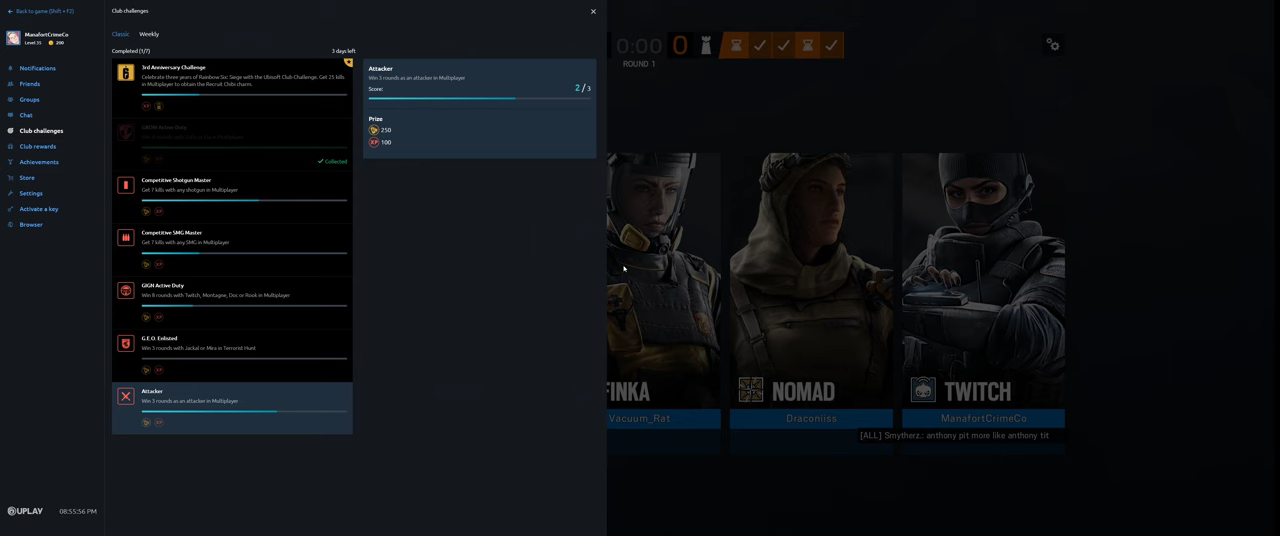 Back to game (Shift + F2)
ManafortCrimeCo
Level 35
200
Notifications
Friends
Groups
Chat
Club challenges
Club rewards
Achievements
Store
Settings
Activate a key
Browser
UPLAY
08:55:56 PM
Club challenges
Classic
Weekly
Completed (1/7)
3 days left
3rd Anniversary Challenge
Celebrate three years of Rainbow Six: Siege with the Ubisoft Club Challenge. Get 25 kills
in Multiplayer to obtain the Recruit Chibi charm.
XP
Active Duty
Collected
Competitive Shotgun Master
Get 7 kills with any shotgun in Multiplayer
XP
Competitive SMG Master
Get 7 kills with any SMG in Multiplayer
XP
GIGN Active Duty
Win 8 rounds with Twitch, Montagne, Doc or Rook in Multiplayer
XP
G.E.O. Enlisted
Win 3 rounds with Jackal or Mira in Terrorist Hunt
XP
Attacker
Win 3 rounds as an attacker in Multiplayer
XP
Attacker
Win 3 rounds as an attacker in Multiplayer
Score:
2 / 3
Prize
250
XP 100
0:00
0
ROUND 1
FINKA
NOMAD
TWITCH
Vacuum_Rat
Draconiiss
ManafortCrimeCo
[ALL] Smytherz.: anthony pit more like anthony tit